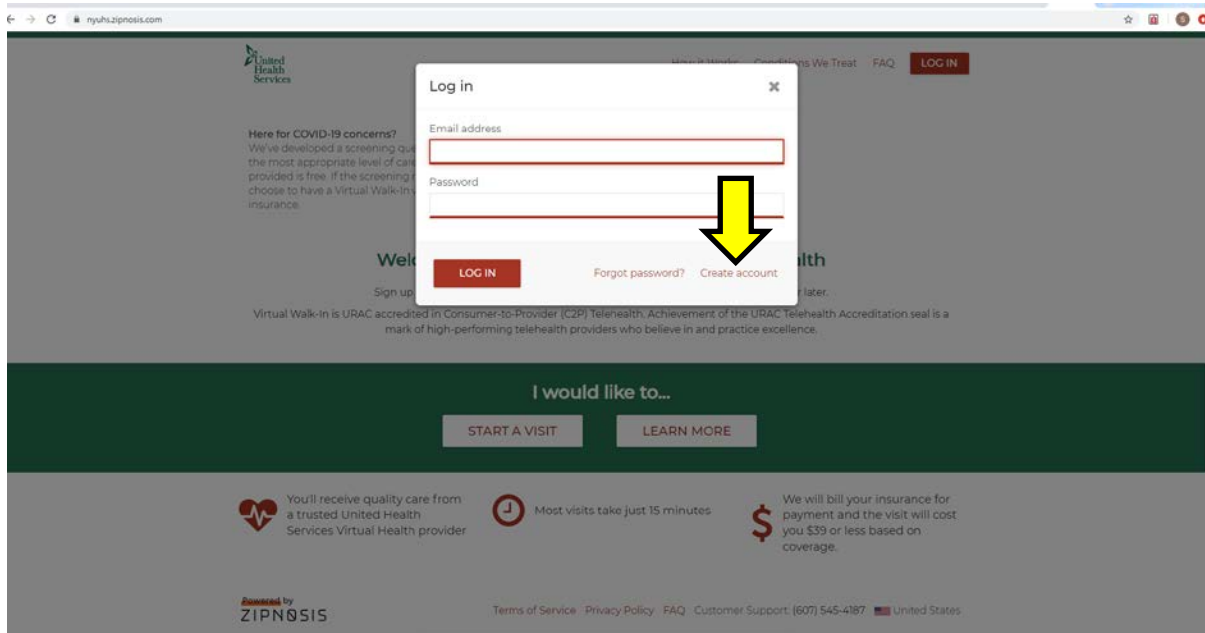 nyuhs.zipnosis.com
United
Health
Services
How it Works Conditions We Treat FAQ LOG IN
Log in
Email address
Password
LOG IN Forgot password? Create account
Here for COVID-19 concerns?
We've developed a screening que
the most appropriate level of care
provided is free. If the screening r
choose to have a Virtual Walk-In v
insurance.
Welc lth
Sign up r later.
Virtual Walk-In is URAC accredited in Consumer-to-Provider (C2P) Telehealth. Achievement of the URAC Telehealth Accreditation seal is a
mark of high-performing telehealth providers who believe in and practice excellence.
I would like to...
START A VISIT LEARN MORE
You'll receive quality care from
a trusted United Health
Services Virtual Health provider
Most visits take just 15 minutes
We will bill your insurance for
payment and the visit will cost
you $39 or less based on
coverage.
Powered by
ZIPNOSIS
Terms of Service Privacy Policy FAQ Customer Support: (607) 545-4187 United States